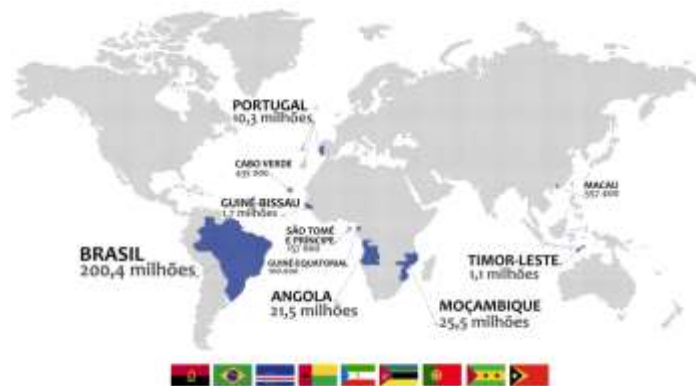 PORTUGAL
10,3 milhões
CABO VERDE
GUINÉ-BISSAU
1,7 milhões
SÃO TOMÉ
E PRÍNCIPE
GUINÉ EQUATORIAL
BRASIL
200,4 milhões
ANGOLA
21,5 milhões
MOÇAMBIQUE
25,5 milhões
TIMOR-LESTE
1,1 milhões
MACAU